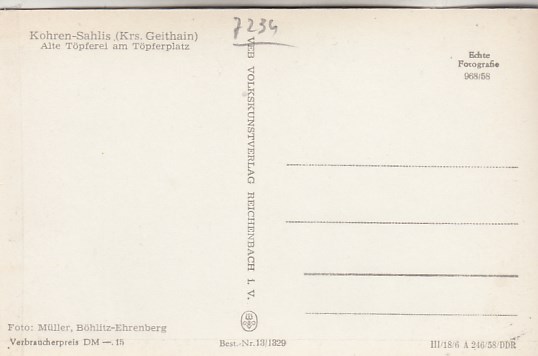 7234
Kohren-Sahlis (Krs. Geithain)
Alte Töpferei am Töpferplatz
Echte
Fotografie
968/58
VEB VOLKSKUNSTVERLAG REICHENBACH i. V.
Foto: Müller, Böhlitz-Ehrenberg
Verbraucherpreis DM —.15
Best.-Nr. 13/1329
III/18/6 A 246/58/DDR